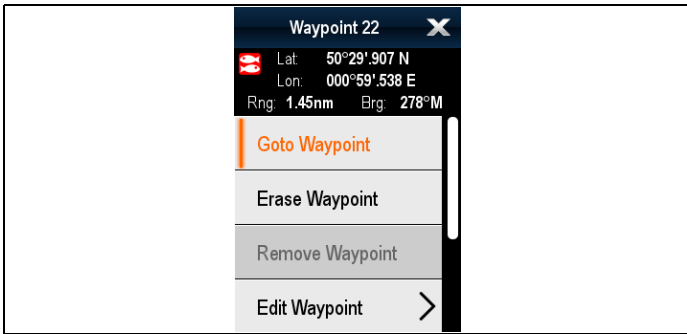 Waypoint 22
Lat: 50°29'.907 N
Lon: 000°59'.538 E
Rng: 1.45nm Brg: 278°M
Goto Waypoint
Erase Waypoint
Remove Waypoint
Edit Waypoint